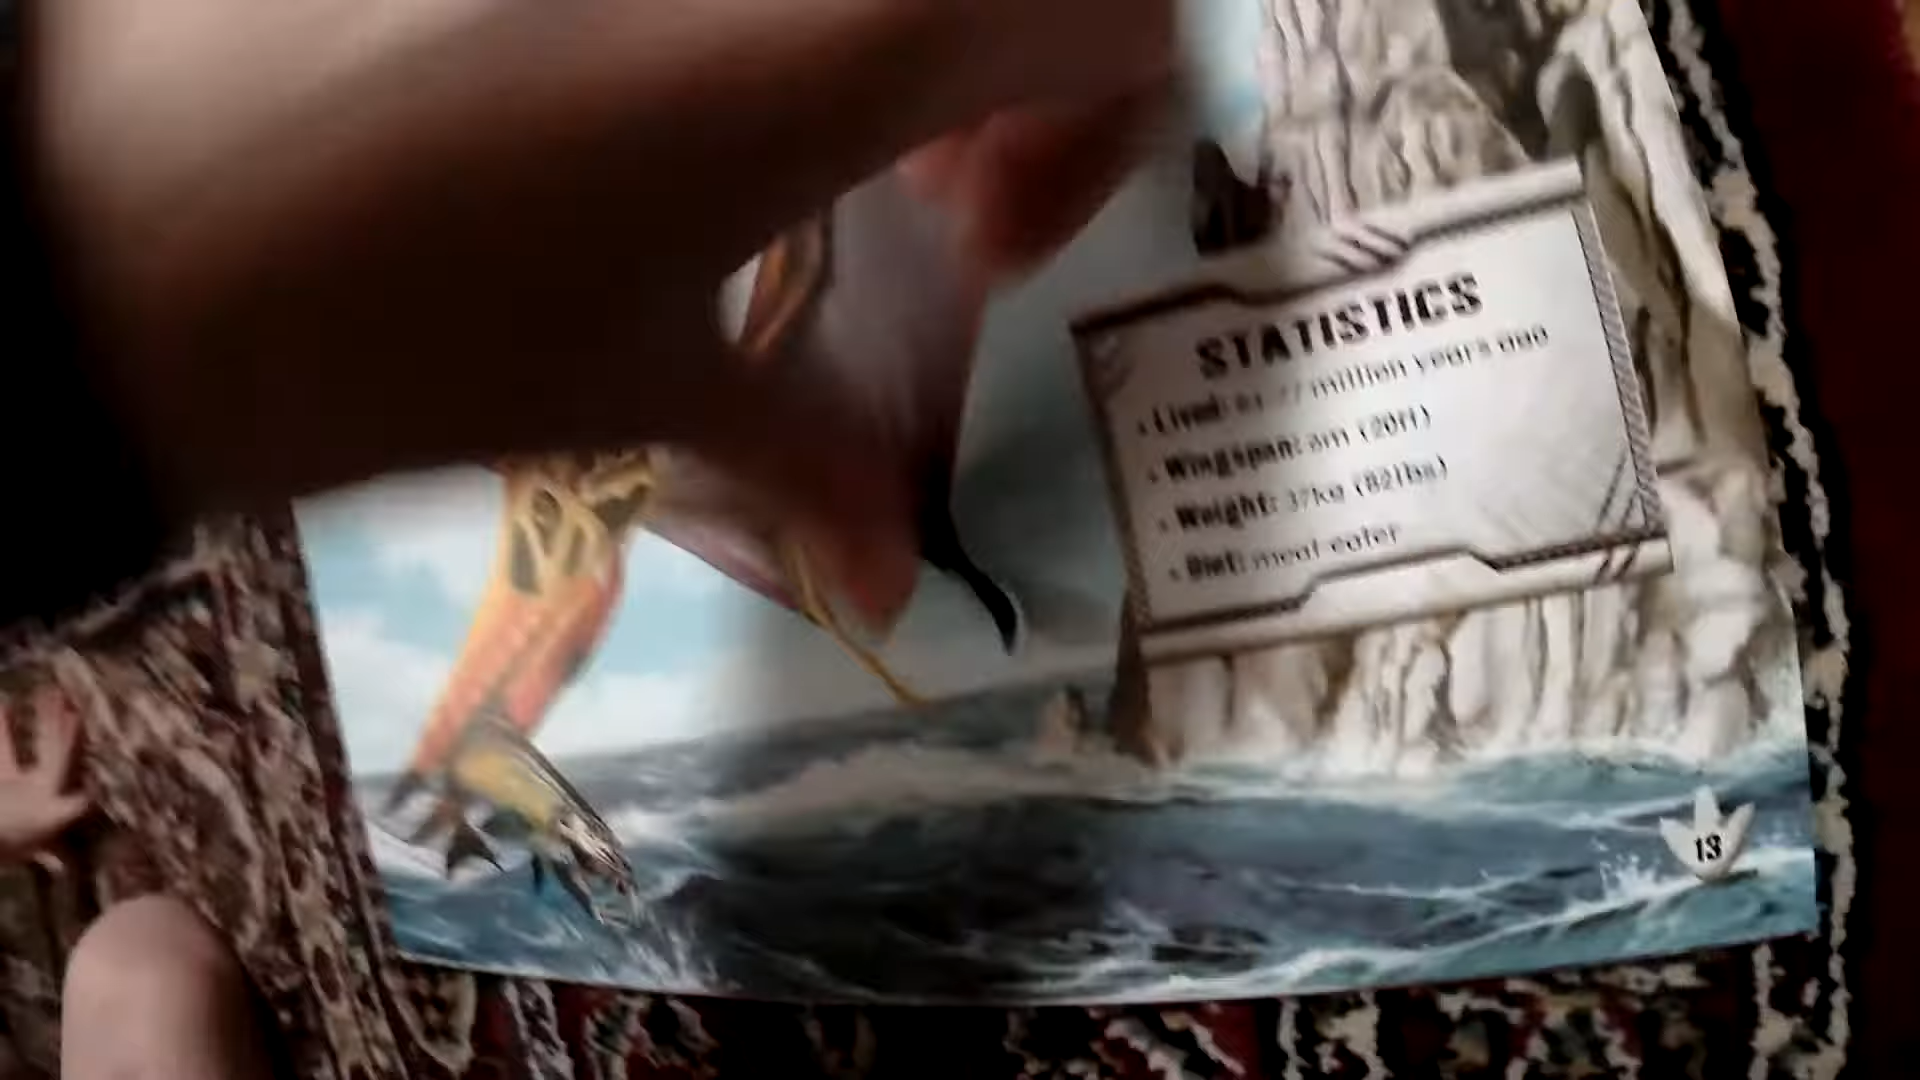 STATISTICS
• Lived: million years ago
• Wingspan: 6m (20ft)
• Weight: 37kg (82lbs)
• Diet: meat-eater
13